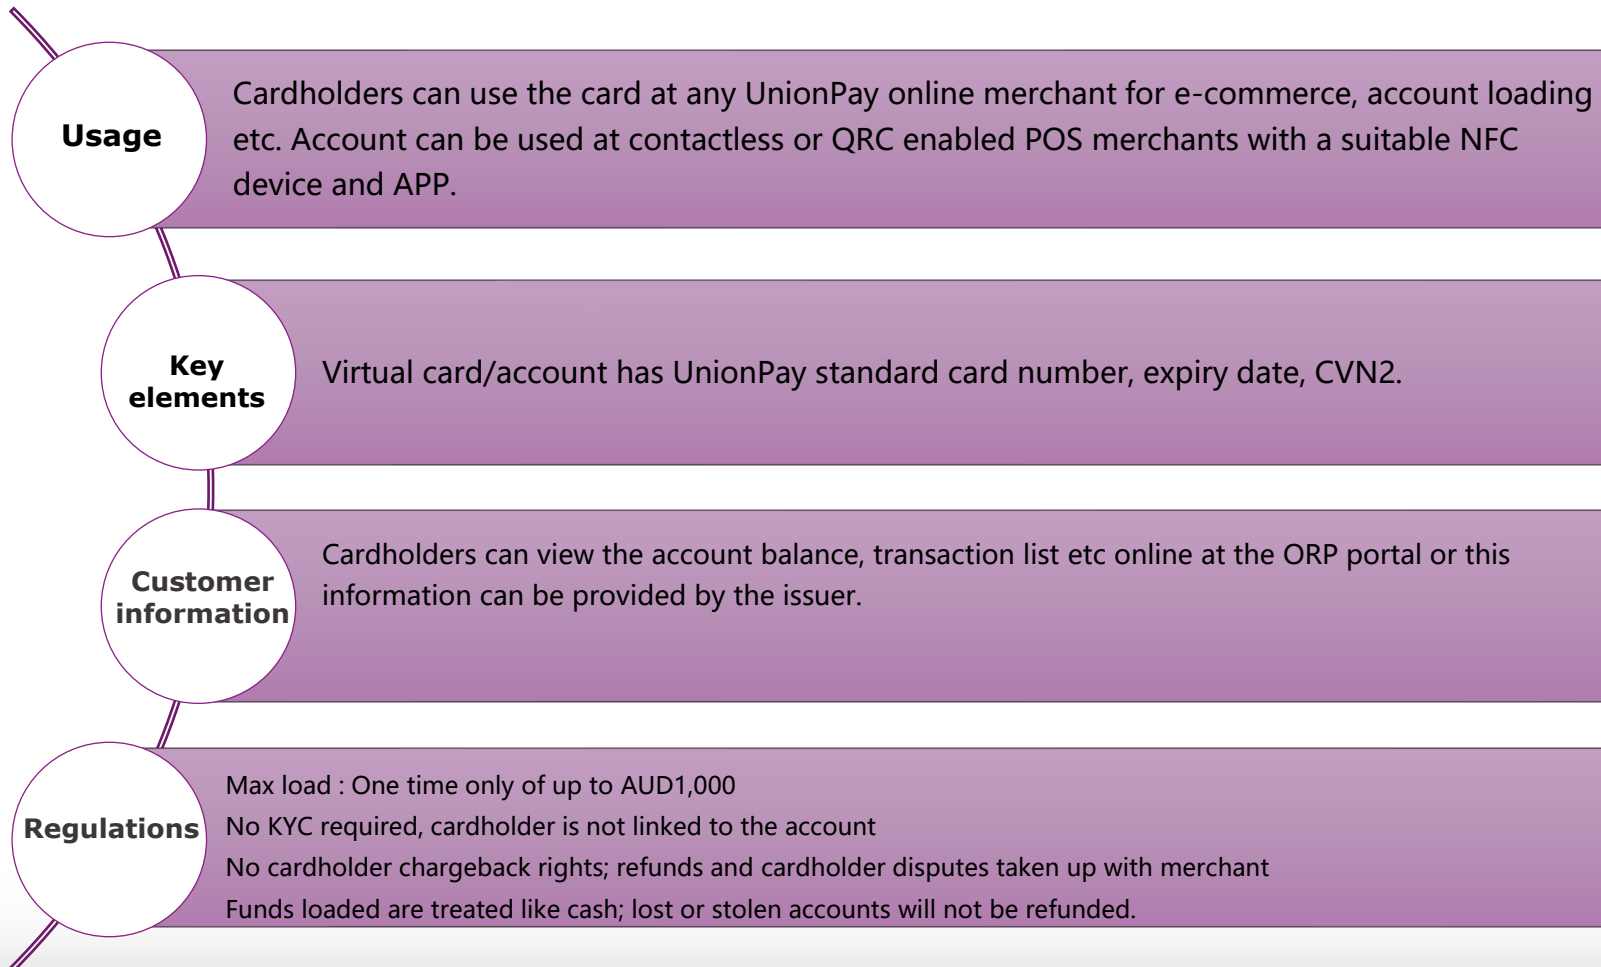 Usage
Cardholders can use the card at any UnionPay online merchant for e-commerce, account loading
etc. Account can be used at contactless or QRC enabled POS merchants with a suitable NFC
device and APP.
Key
elements
Virtual card/account has UnionPay standard card number, expiry date, CVN2.
Customer
information
Cardholders can view the account balance, transaction list etc online at the ORP portal or this
information can be provided by the issuer.
Regulations
Max load : One time only of up to AUD1,000
No KYC required, cardholder is not linked to the account
No cardholder chargeback rights; refunds and cardholder disputes taken up with merchant
Funds loaded are treated like cash; lost or stolen accounts will not be refunded.